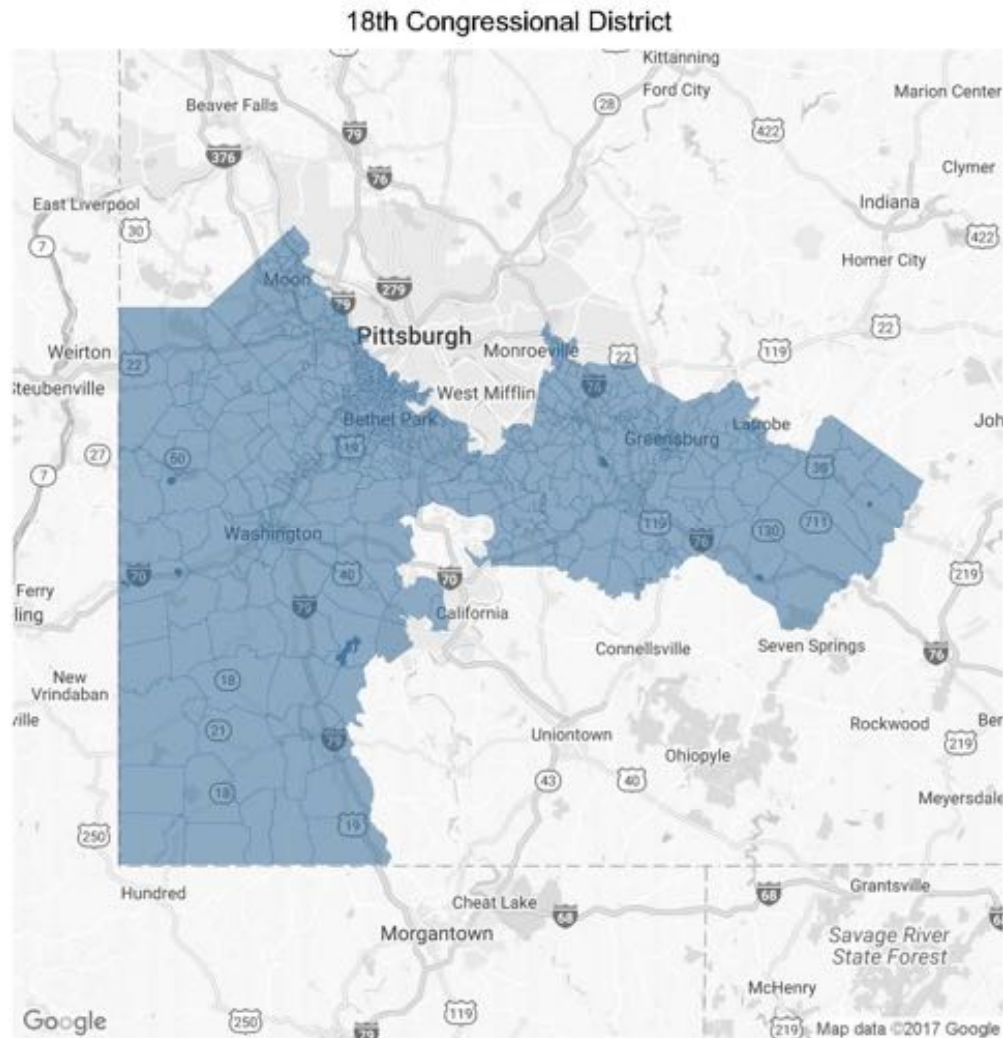 18th Congressional District
Kittanning
Ford City
Marion Center
Beaver Falls
79
28
422
376
76
Clymer
East Liverpool
30
Indiana
7
422
Homer City
Moon
279
79
22
Pittsburgh
Weirton
22
Monroeville
22
119
Steubenville
76
West Mifflin
Bethel Park
Latrobe
Joh
Greensburg
19
27
50
30
7
119
130
711
Washington
76
70
40
70
219
Ferry
ling
79
California
Connellsville
Seven Springs
76
New
Vrindaban
18
ville
21
Rockwood
Ber
Uniontown
219
79
Ohiopyle
43
40
18
Meyersdale
19
250
Hundred
Grantsville
Cheat Lake
68
68
68
Morgantown
Savage River
State Forest
McHenry
Google
250
119
79
219
Map data ©2017 Google